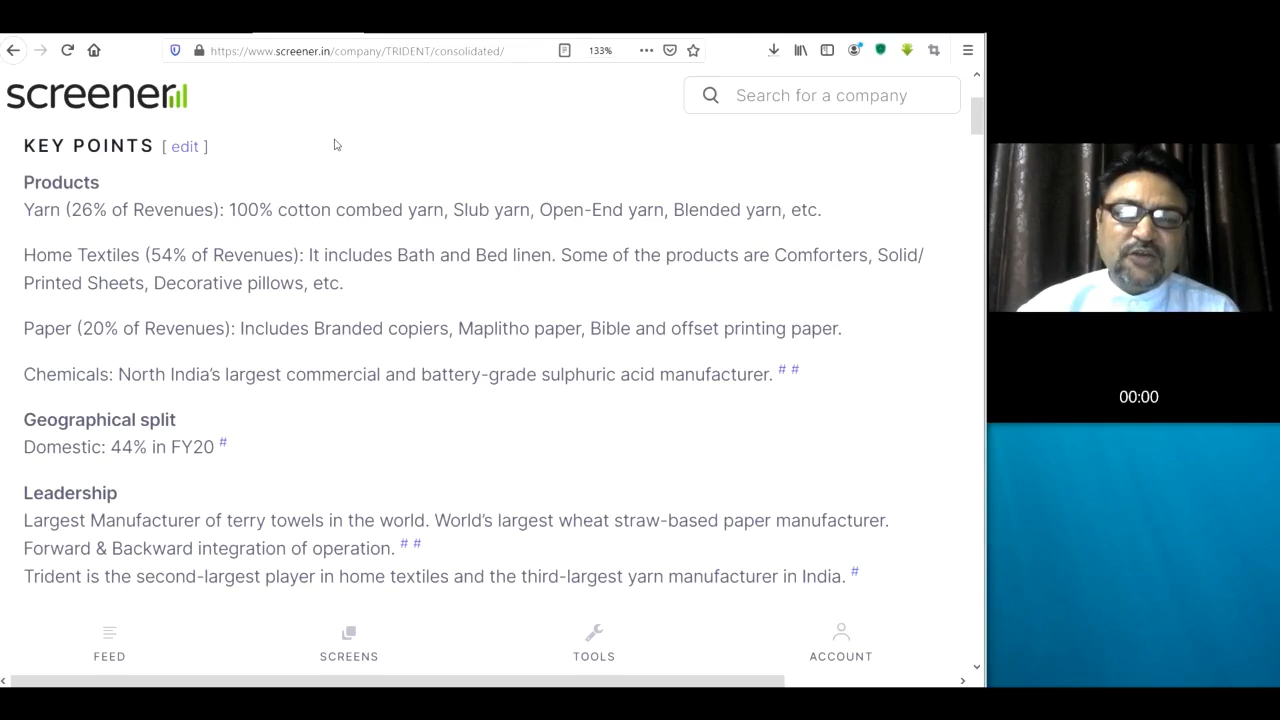 https://www.screener.in/company/TRIDENT/consolidated/
133%
screener
Search for a company
KEY POINTS [ edit ]
Products
Yarn (26% of Revenues): 100% cotton combed yarn, Slub yarn, Open-End yarn, Blended yarn, etc.
Home Textiles (54% of Revenues): It includes Bath and Bed linen. Some of the products are Comforters, Solid/
Printed Sheets, Decorative pillows, etc.
Paper (20% of Revenues): Includes Branded copiers, Maplitho paper, Bible and offset printing paper.
Chemicals: North India’s largest commercial and battery-grade sulphuric acid manufacturer. # #
Geographical split
Domestic: 44% in FY20 #
Leadership
Largest Manufacturer of terry towels in the world. World’s largest wheat straw-based paper manufacturer.
Forward & Backward integration of operation. # #
Trident is the second-largest player in home textiles and the third-largest yarn manufacturer in India. #
FEED
SCREENS
TOOLS
ACCOUNT
00:00